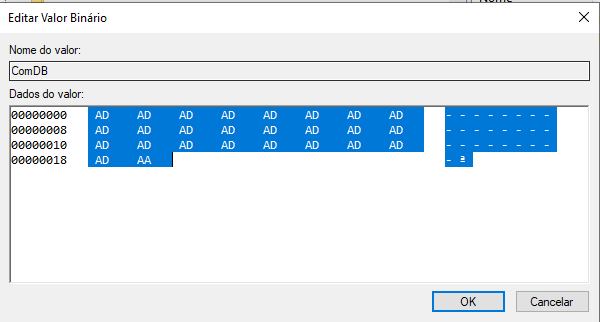 Nome
Editar Valor Binário
Nome do valor:
ComDB
Dados do valor:
00000000 AD AD AD AD AD AD AD AD - - - - - - - -
00000008 AD AD AD AD AD AD AD AD - - - - - - - -
00000010 AD AD AD AD AD AD AD AD - - - - - - - -
00000018 AD AA - ª
OK Cancelar